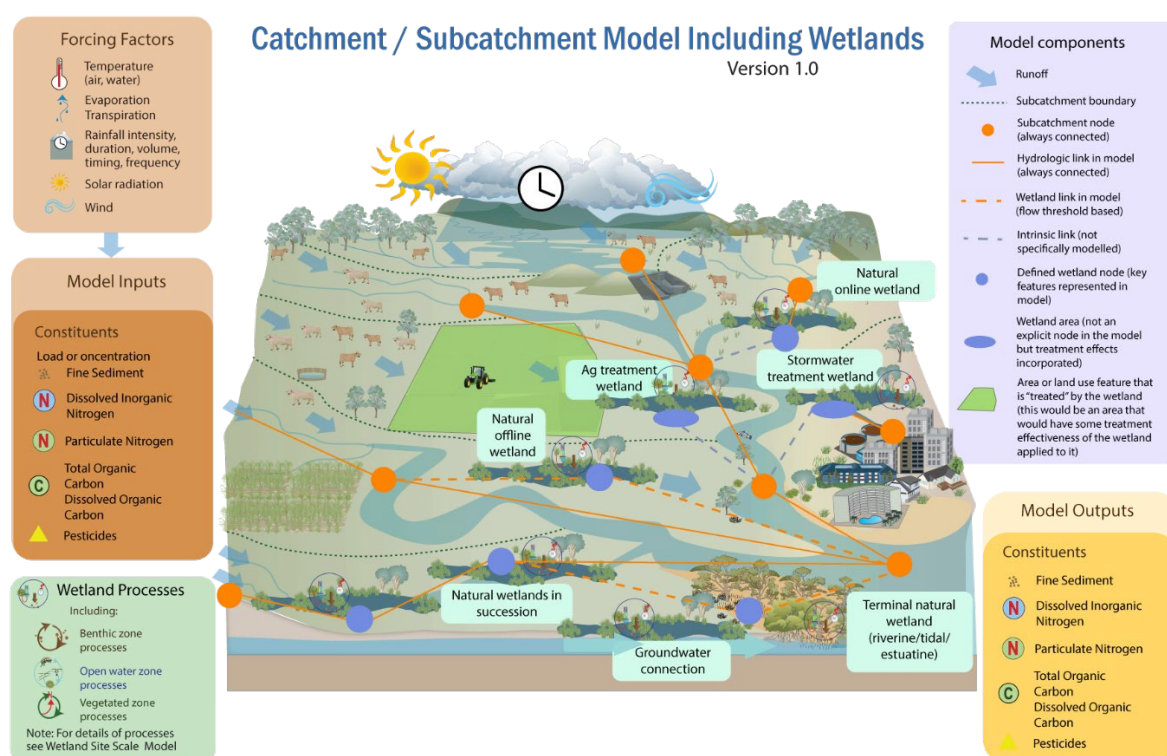 Catchment / Subcatchment Model Including Wetlands
Version 1.0
Forcing Factors
Temperature
(air, water)
Evaporation
Transpiration
Rainfall intensity,
duration, volume,
timing, frequency
Solar radiation
Wind
Model Inputs
Constituents
Load or oncentration
Fine Sediment
N
Dissolved Inorganic
Nitrogen
N
Particulate Nitrogen
C
Total Organic
Carbon
Dissolved Organic
Carbon
Pesticides
Wetland Processes
Including:
Benthic zone
processes
Open water zone
processes
Vegetated zone
processes
Note: For details of processes
see Wetland Site Scale Model
Natural
online wetland
Ag treatment
wetland
Stormwater
treatment wetland
Natural
offline
wetland
Natural wetlands in
succession
Groundwater
connection
Terminal natural
wetland
(riverine/tidal/
estuatine)
Model components
Runoff
Subcatchment boundary
Subcatchment node
(always connected)
Hydrologic link in model
(always connected)
Wetland link in model
(flow threshold based)
Intrinsic link (not
specifically modelled)
Defined wetland node (key
features represented in
model)
Wetland area (not an
explicit node in the model
but treatment effects
incorporated)
Area or land use feature that
is "treated" by the wetland
(this would be an area that
would have some treatment
effectiveness of the wetland
applied to it)
Model Outputs
Constituents
Fine Sediment
N
Dissolved Inorganic
Nitrogen
N
Particulate Nitrogen
C
Total Organic
Carbon
Dissolved Organic
Carbon
Pesticides